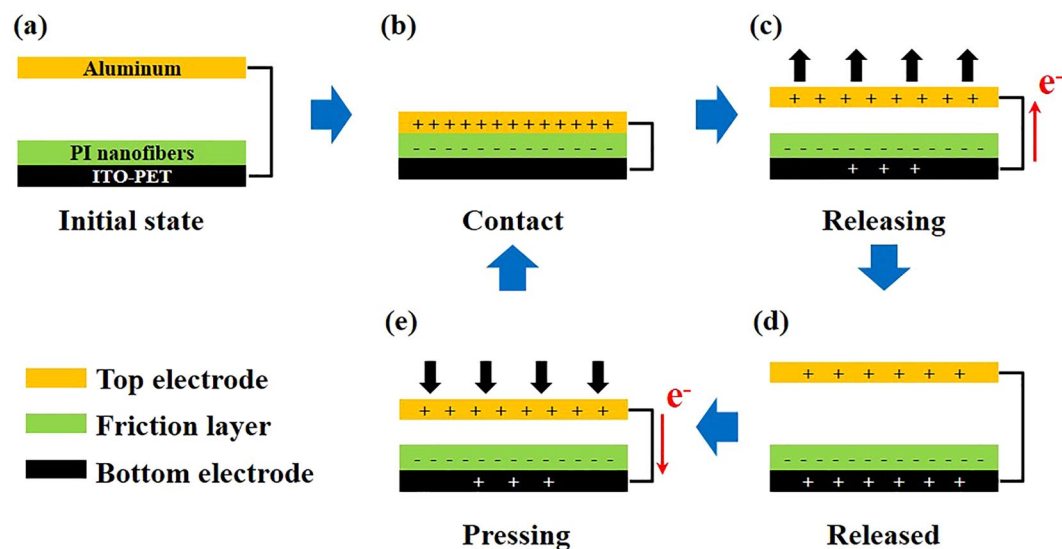 (a)
Aluminum
PI nanofibers
ITO-PET
Initial state
(b)
+ + + + + + + + + + + + +
- - - - - - - - - - - - -
Contact
(c)
+ + + + + + + +
e-
- - - - - - - - - - - - -
+ + +
Releasing
Top electrode
Friction layer
Bottom electrode
(e)
+ + + + + + + +
e-
- - - - - - - - - - - - -
+ + +
Pressing
(d)
+ + + + + +
- - - - - - - - - - - - -
+ + + + + +
Released